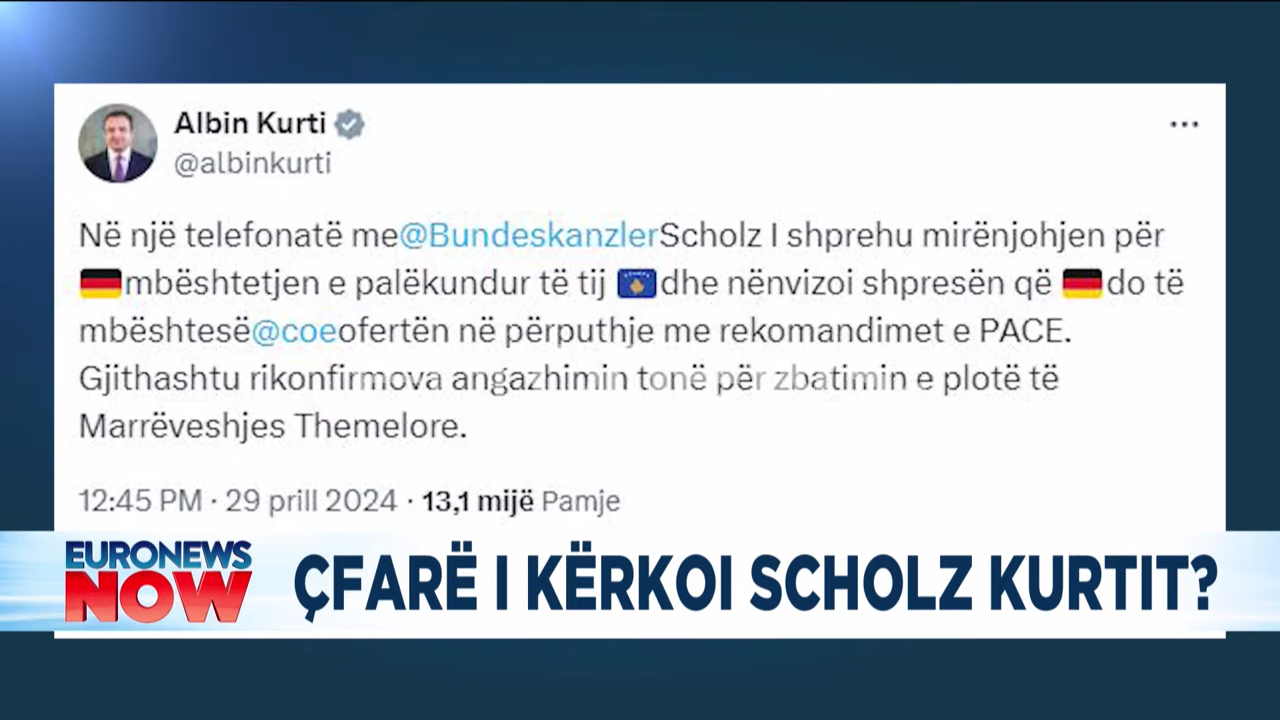 Albin Kurti
@albinkurti
Në një telefonatë me@BundeskanzlerScholz I shprehu mirënjohjen për
🇩🇪mbështetjen e palëkundur të tij 🇽🇰dhe nënvizoi shpresën që 🇩🇪do të
mbështesë@coeofertën në përputhje me rekomandimet e PACE.
Gjithashtu rikonfirmova angazhimin tonë për zbatimin e plotë të
Marrëveshjes Themelore.
12:45 PM · 29 prill 2024 · 13,1 mijë Pamje
EURONEWS
NOW
ÇFARË I KËRKOI SCHOLZ KURTIT?